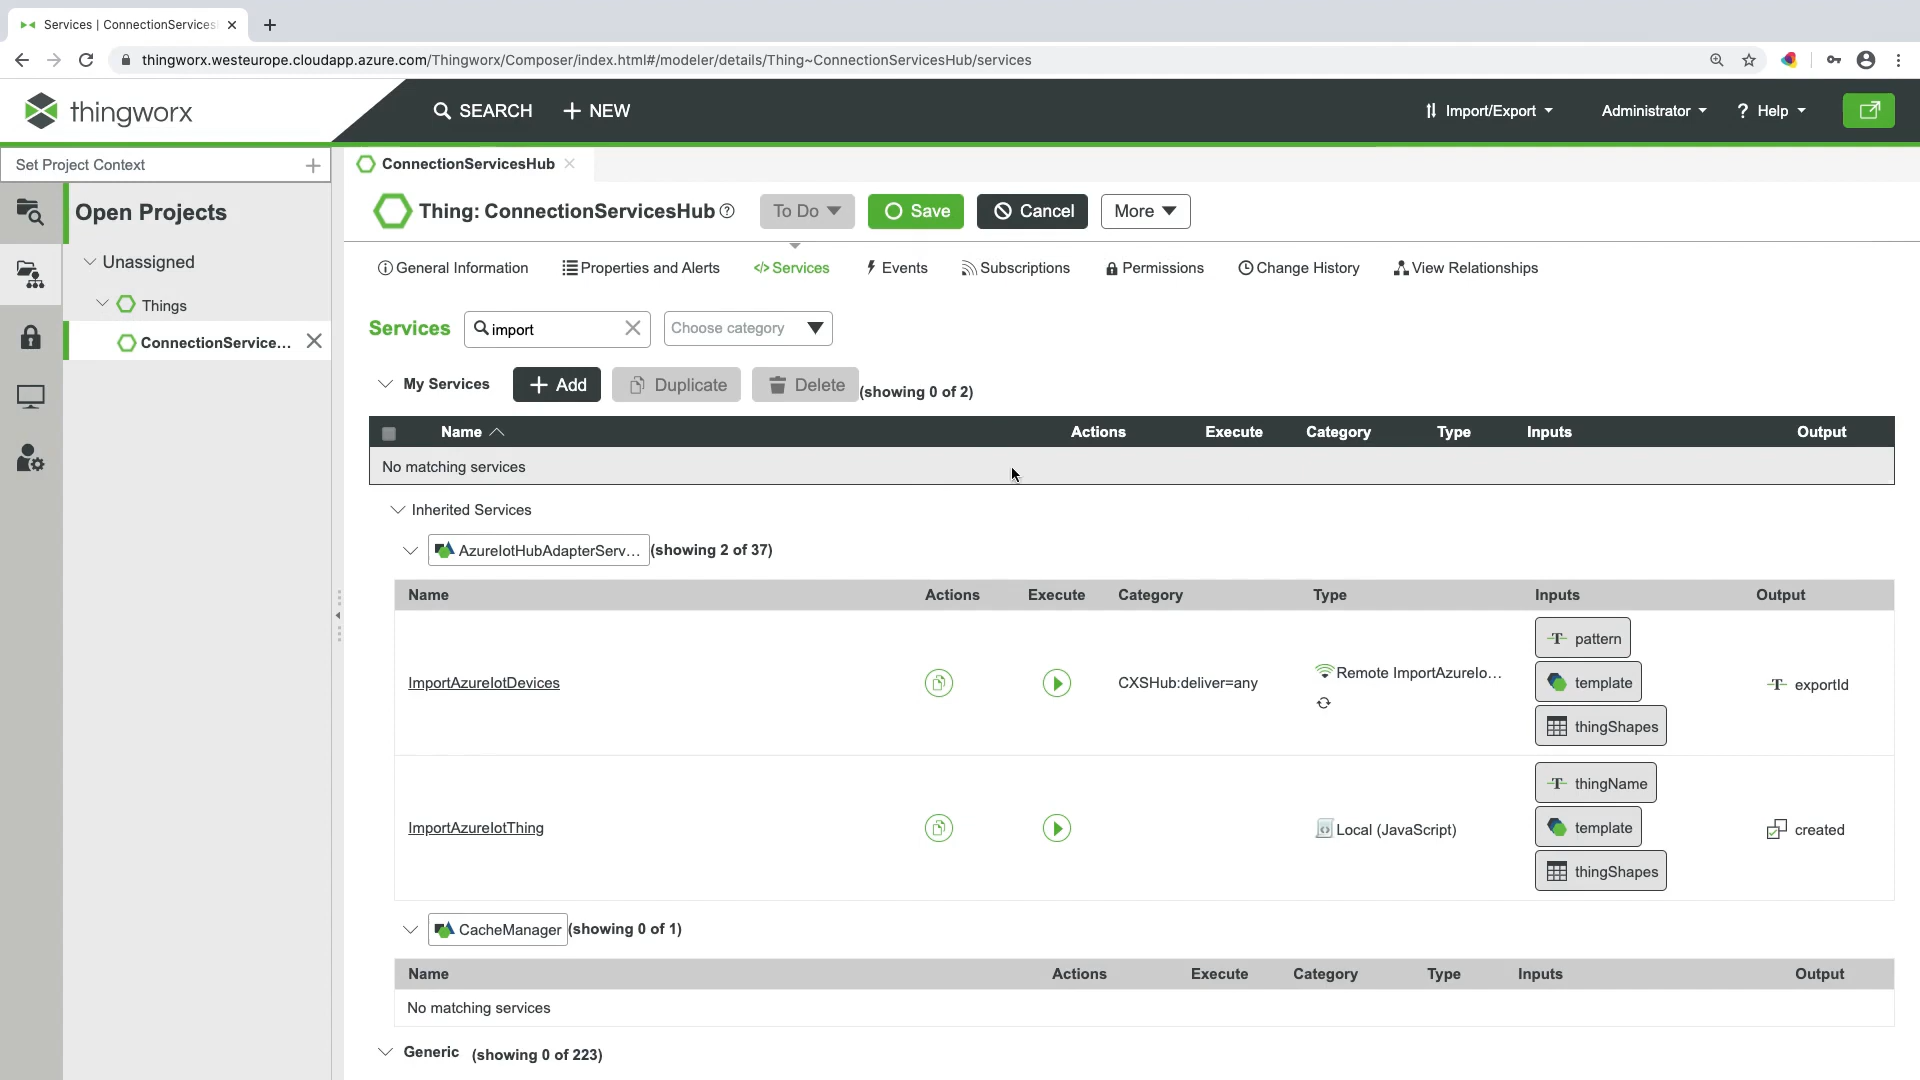 Services | ConnectionServices
thingworx.westeurope.cloudapp.azure.com/Thingworx/Composer/index.html#/modeler/details/Thing~ConnectionServicesHub/services
thingworx
SEARCH
NEW
Import/Export
Administrator
? Help
Set Project Context
ConnectionServicesHub
Open Projects
Unassigned
Things
ConnectionService...
Thing: ConnectionServicesHub
To Do
Save
Cancel
More
General Information
Properties and Alerts
Services
Events
Subscriptions
Permissions
Change History
View Relationships
Services
import
Choose category
My Services
Add
Duplicate
Delete
(showing 0 of 2)
Name
Actions
Execute
Category
Type
Inputs
Output
No matching services
Inherited Services
AzureIotHubAdapterServ...
(showing 2 of 37)
Name
Actions
Execute
Category
Type
Inputs
Output
ImportAzureIotDevices
CXSHub:deliver=any
Remote ImportAzureIo...
pattern
template
thingShapes
exportId
ImportAzureIotThing
Local (JavaScript)
thingName
template
thingShapes
created
CacheManager
(showing 0 of 1)
Name
Actions
Execute
Category
Type
Inputs
Output
No matching services
Generic
(showing 0 of 223)